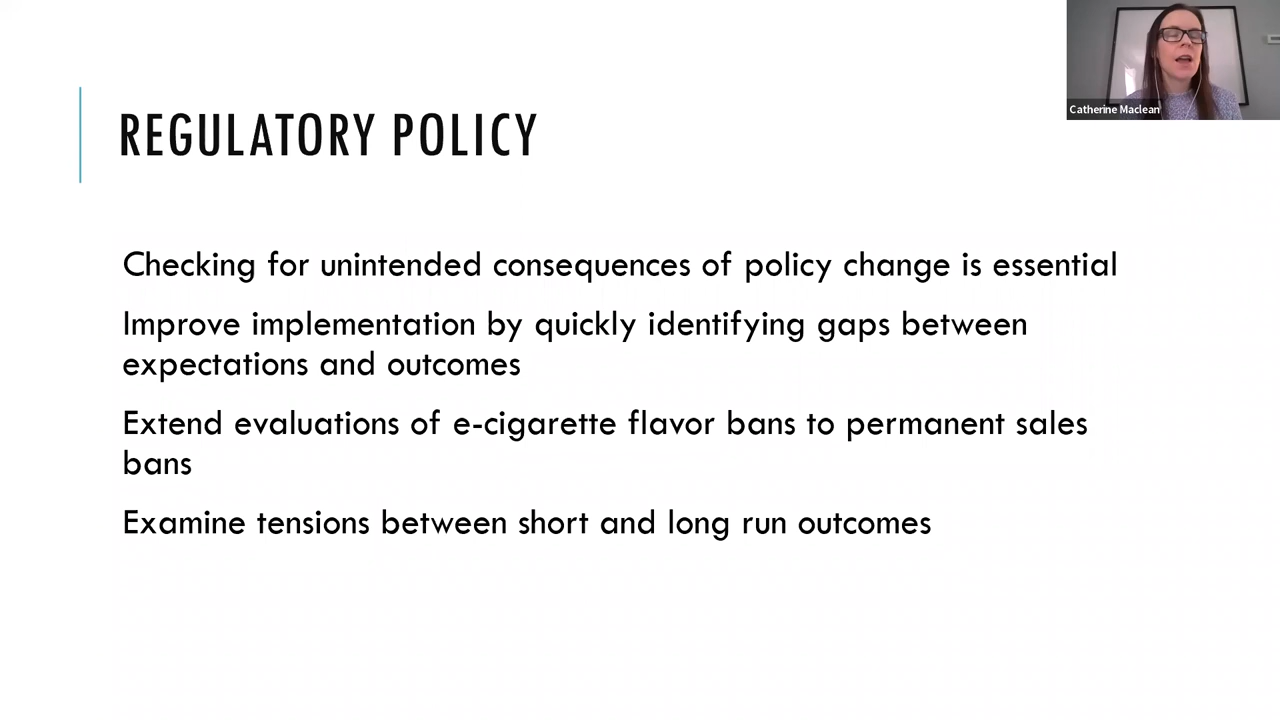 REGULATORY POLICY
Catherine Maclean
Checking for unintended consequences of policy change is essential
Improve implementation by quickly identifying gaps between
expectations and outcomes
Extend evaluations of e-cigarette flavor bans to permanent sales
bans
Examine tensions between short and long run outcomes